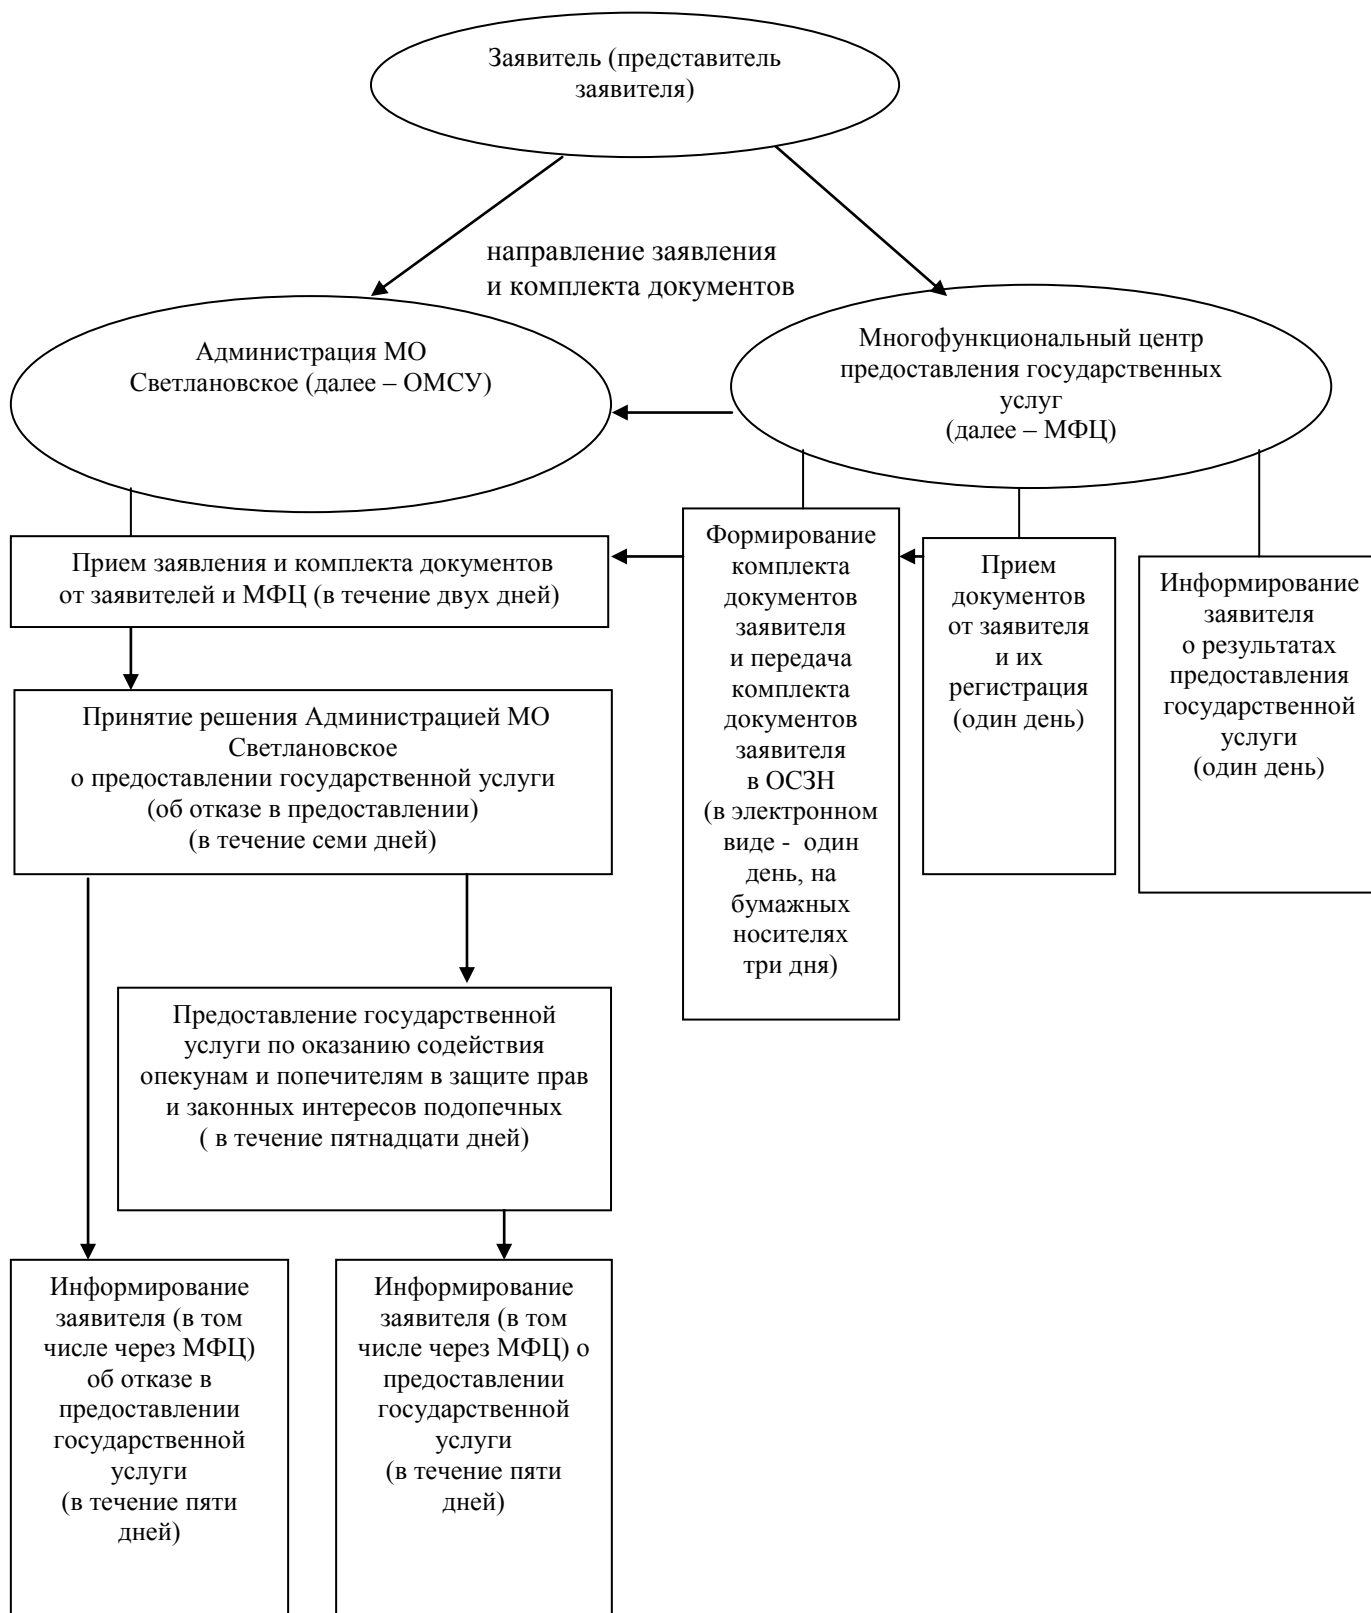 Заявитель (представитель
заявителя)
направление заявления
и комплекта документов
Администрация МО
Светлановское (далее – ОМСУ)
Многофункциональный центр
предоставления государственных
услуг
(далее – МФЦ)
Прием заявления и комплекта документов
от заявителей и МФЦ (в течение двух дней)
Формирование
комплекта
документов
заявителя
и передача
комплекта
документов
заявителя
в ОСЗН
(в электронном
виде - один
день, на
бумажных
носителях
три дня)
Прием
документов
от заявителя
и их
регистрация
(один день)
Информирование
заявителя
о результатах
предоставления
государственной
услуги
(один день)
Принятие решения Администрацией МО
Светлановское
о предоставлении государственной услуги
(об отказе в предоставлении)
(в течение семи дней)
Предоставление государственной
услуги по оказанию содействия
опекунам и попечителям в защите прав
и законных интересов подопечных
( в течение пятнадцати дней)
Информирование
заявителя (в том
числе через МФЦ)
об отказе в
предоставлении
государственной
услуги
(в течение пяти
дней)
Информирование
заявителя (в том
числе через МФЦ) о
предоставлении
государственной
услуги
(в течение пяти
дней)